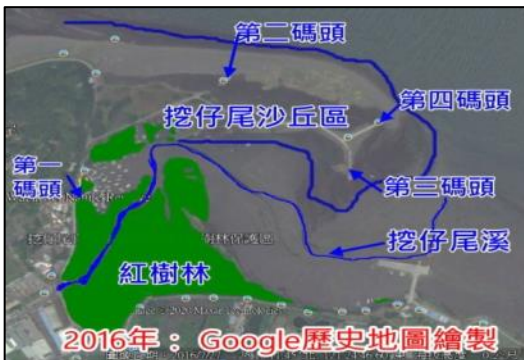 第二碼頭
第四碼頭
挖仔尾沙丘區
第一
碼頭
第三碼頭
挖仔尾溪
紅樹林
2016年： Google歷史地圖繪製